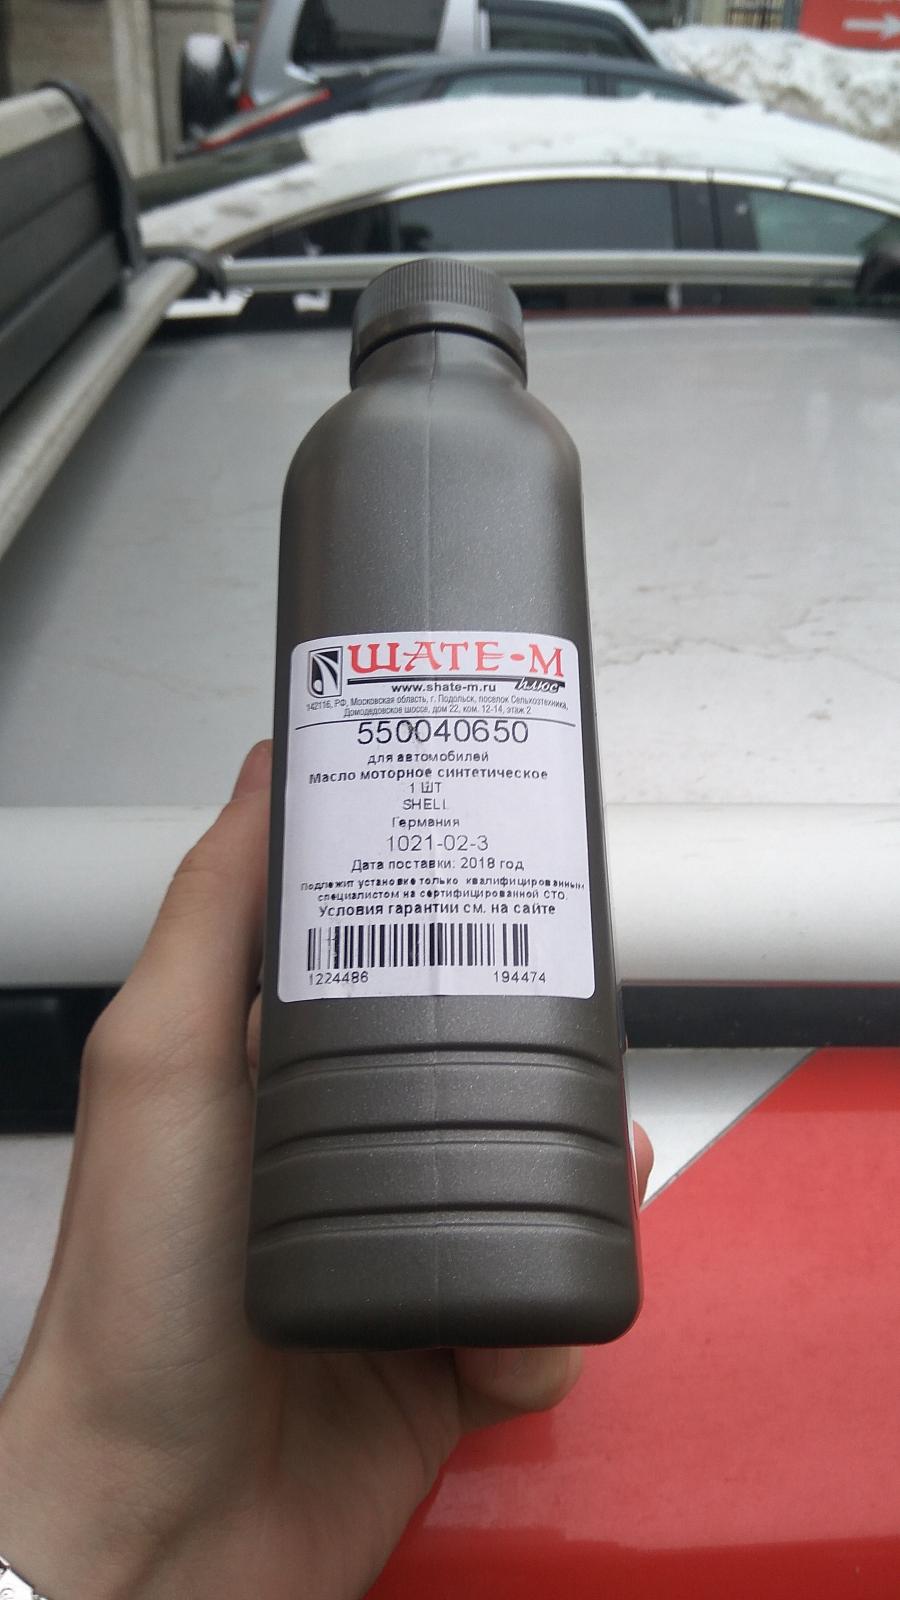 ШАТЕ-М
плюс
www.shate-m.ru
142116, РФ, Московская область, г. Подольск, поселок Сельхозтехника,
Домодедовское шоссе, дом 22, ком. 12-14, этаж 2
550040650
для автомобилей
Масло моторное синтетическое
1 ШТ
SHELL
Германия
1021-02-3
Дата поставки: 2018 год
Подлежит установке только квалифицированным
специалистом на сертифицированной СТО.
Условия гарантии см. на сайте
1224486 194474